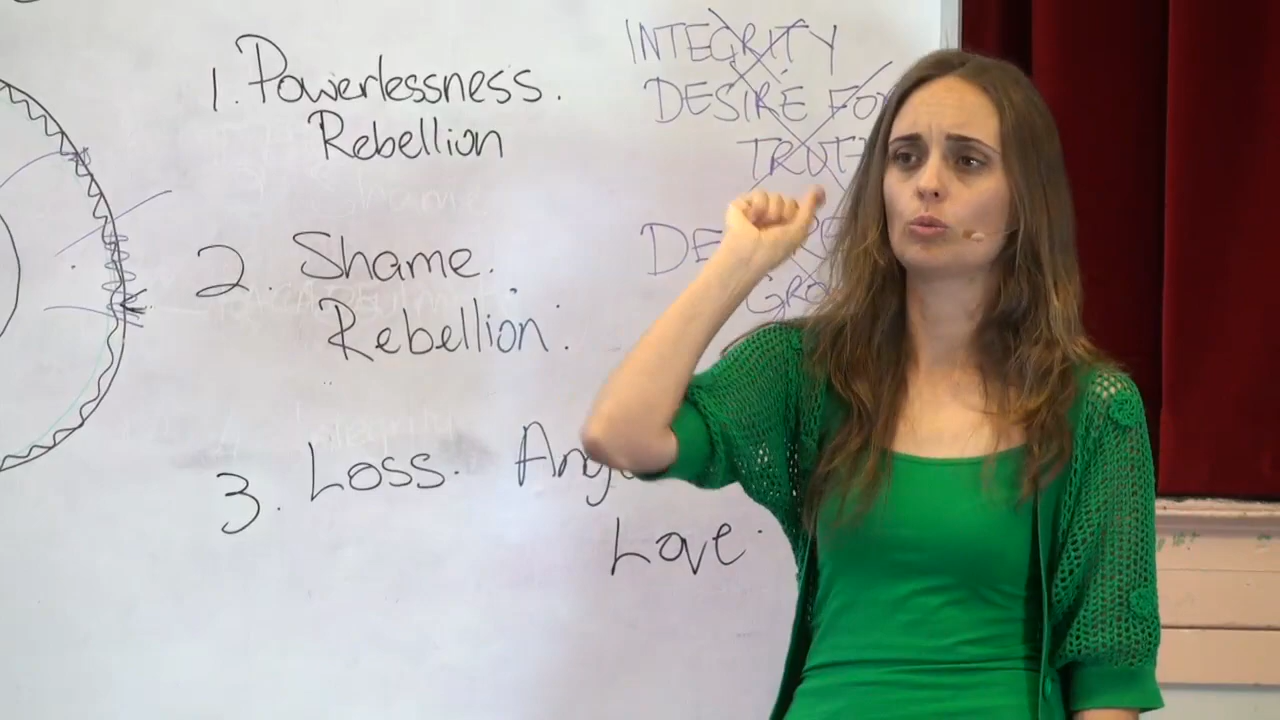 1. Powerlessness.
Rebellion
2. Shame.
Rebellion.
3. Loss.
Love.
INTEGRITY
DESIRE FOR